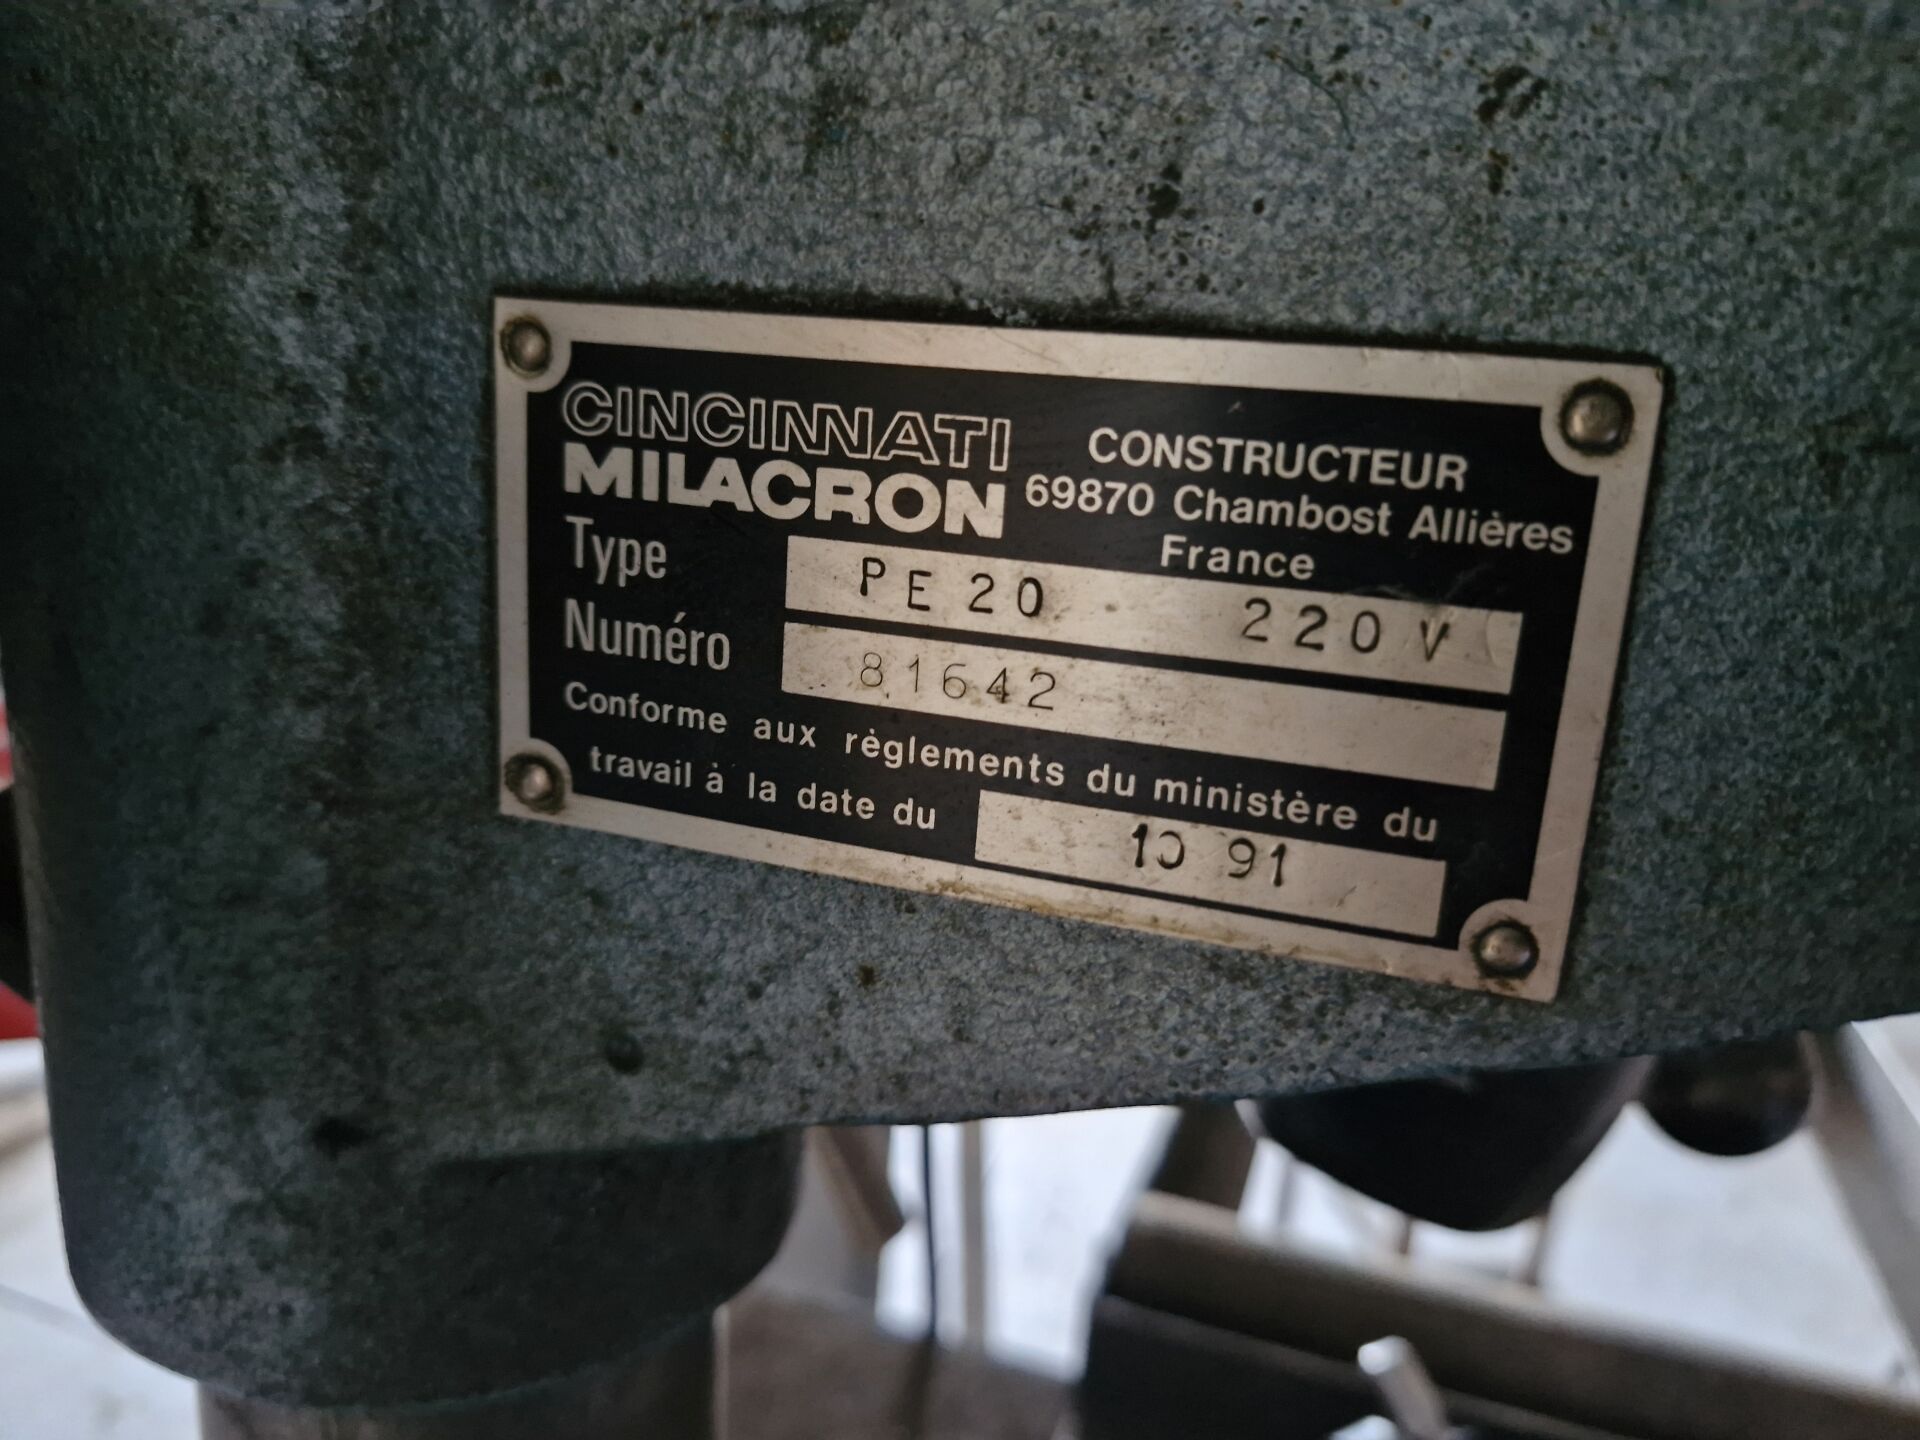 CINCINNATI
MILACRON
CONSTRUCTEUR
69870 Chambost Allières
France
Type PE 20 220 V
Numéro 81642
Conforme aux règlements du ministère du
travail à la date du 10 91